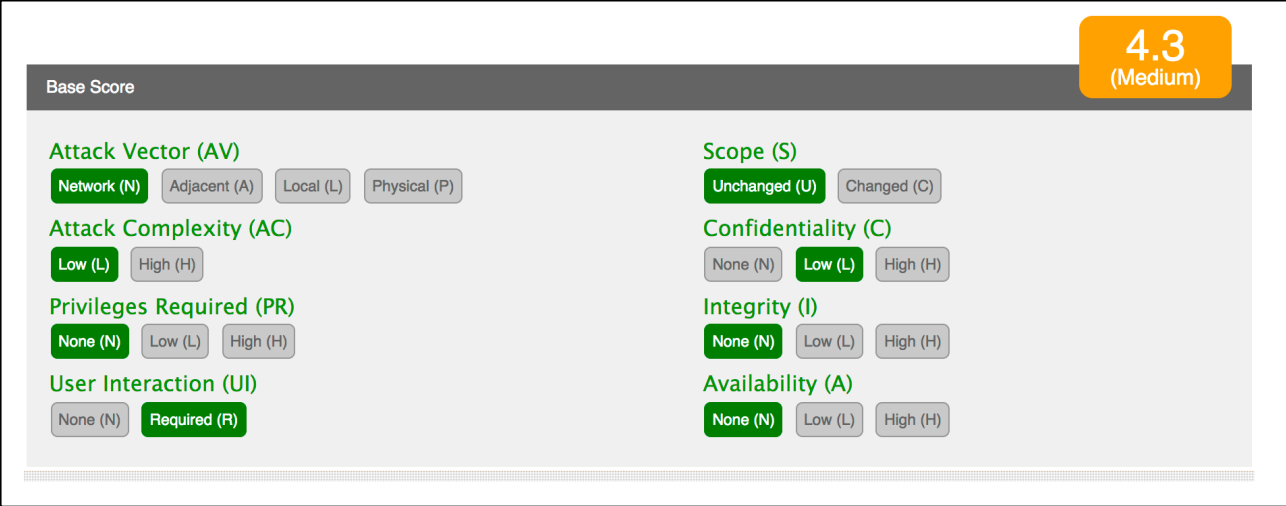 4.3
(Medium)
Base Score
Attack Vector (AV)
Network (N) Adjacent (A) Local (L) Physical (P)
Attack Complexity (AC)
Low (L) High (H)
Privileges Required (PR)
None (N) Low (L) High (H)
User Interaction (UI)
None (N) Required (R)
Scope (S)
Unchanged (U) Changed (C)
Confidentiality (C)
None (N) Low (L) High (H)
Integrity (I)
None (N) Low (L) High (H)
Availability (A)
None (N) Low (L) High (H)